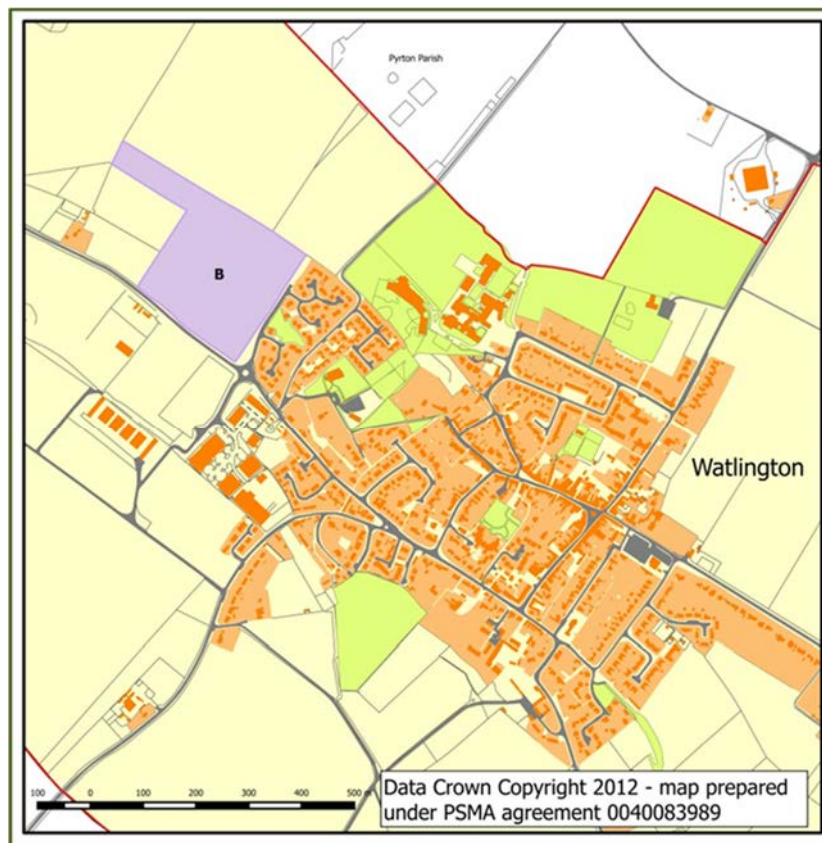 Pyrton Parish
B
Watlington
100 0 100 200 300 400 500 m
Data Crown Copyright 2012 - map prepared
under PSMA agreement 0040083989